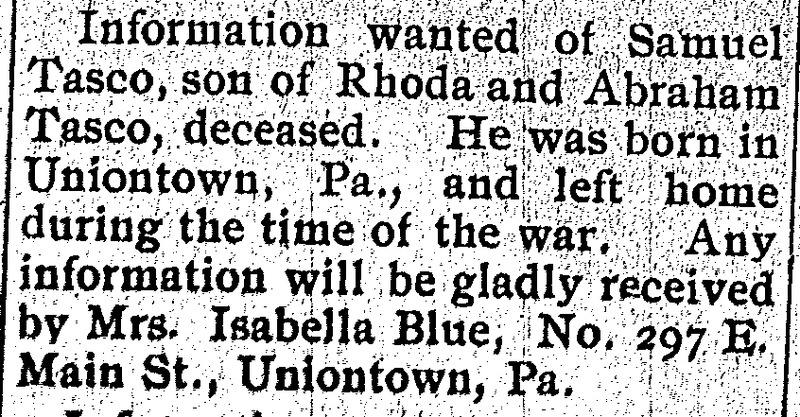 Information wanted of Samuel
Tasco, son of Rhoda and Abraham
Tasco, deceased. He was born in
Uniontown, Pa., and left home
during the time of the war. Any
information will be gladly received
by Mrs. Isabella Blue, No. 297 E.
Main St., Uniontown, Pa.